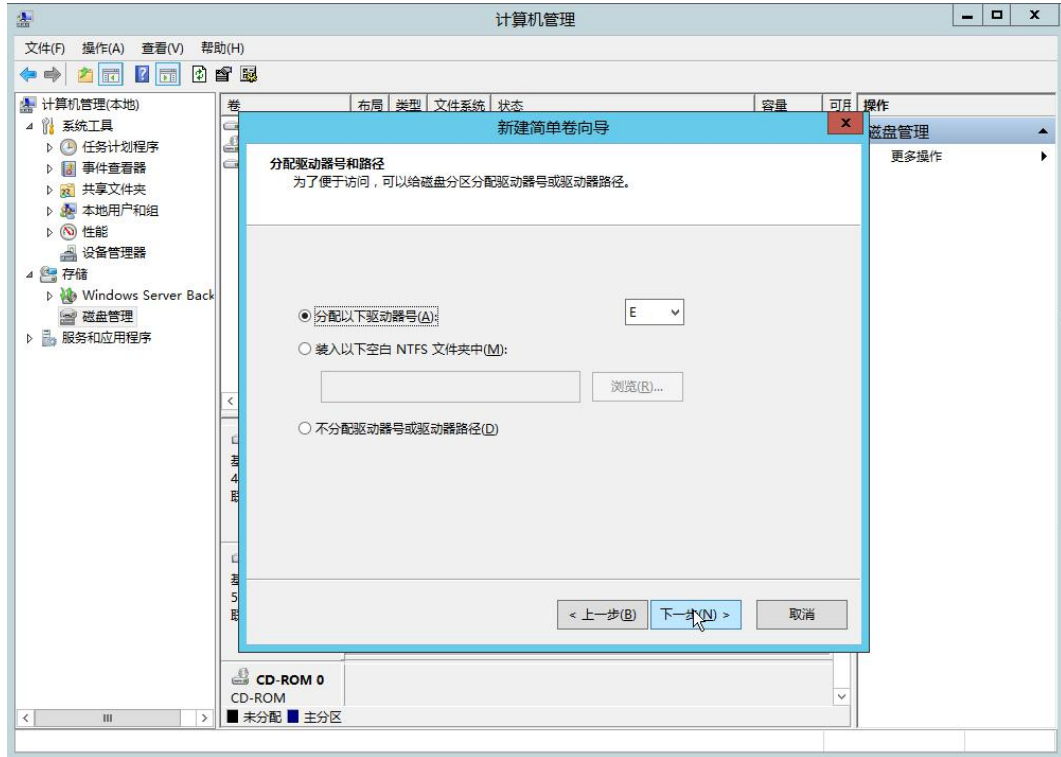 计算机管理
文件(F) 操作(A) 查看(V) 帮助(H)
计算机管理(本地)
系统工具
任务计划程序
事件查看器
共享文件夹
本地用户和组
性能
设备管理器
存储
Windows Server Back
磁盘管理
服务和应用程序
卷 布局 类型 文件系统 状态 容量 可用
新建简单卷向导
分配驱动器号和路径
为了便于访问，可以给磁盘分区分配驱动器号或驱动器路径。
分配以下驱动器号(A): E
装入以下空白 NTFS 文件夹中(M):
浏览(R)...
不分配驱动器号或驱动器路径(D)
< 上一步(B) 下一步(N) > 取消
基
4
联
基
5
联
CD-ROM 0
CD-ROM
未分配 主分区
操作
磁盘管理
更多操作